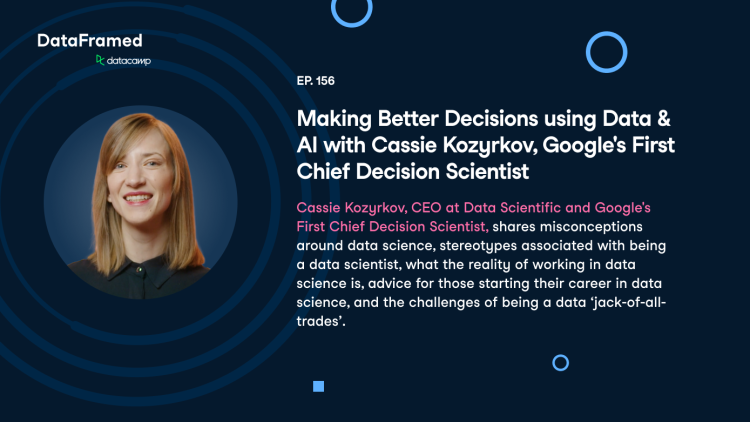 DataFramed
datacamp
EP. 156
Making Better Decisions using Data &
AI with Cassie Kozyrkov, Google's First
Chief Decision Scientist
Cassie Kozyrkov, CEO at Data Scientific and Google's
First Chief Decision Scientist, shares misconceptions
around data science, stereotypes associated with being
a data scientist, what the reality of working in data
science is, advice for those starting their career in data
science, and the challenges of being a data ‘jack-of-all-
trades’.